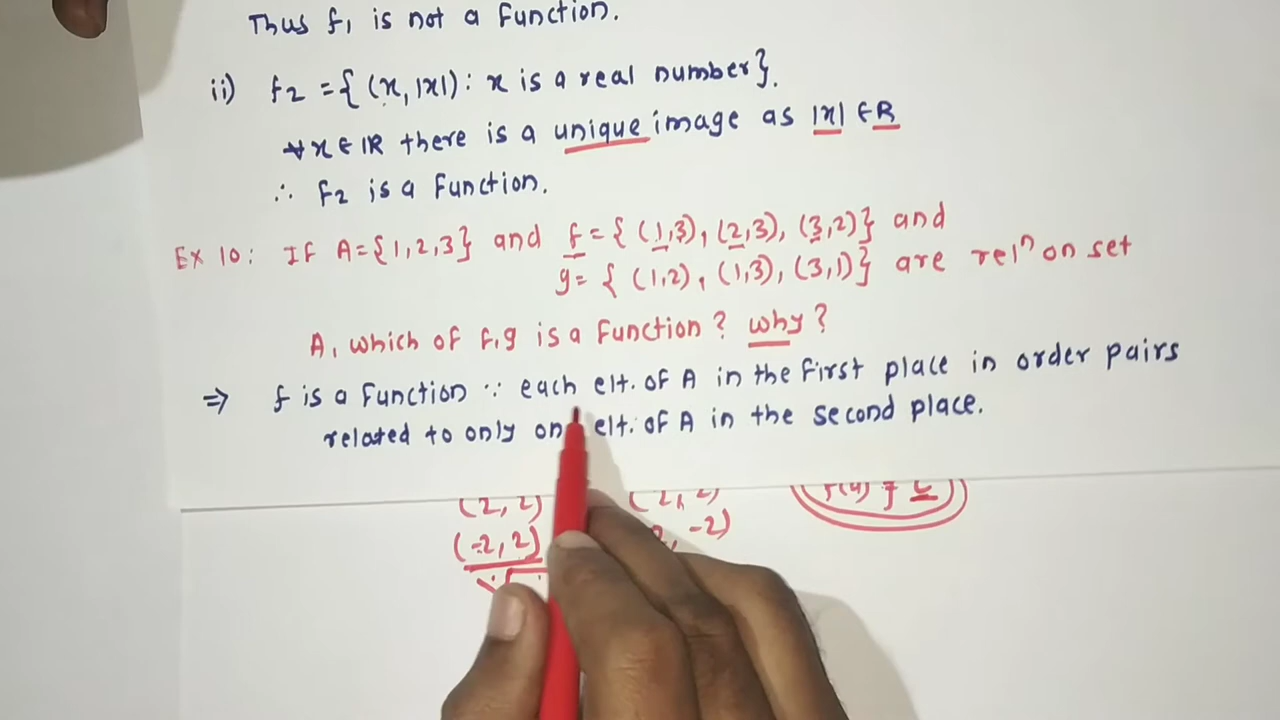 Thus f₁ is not a function.
ii) f₂ = { (x, |x|) : x is a real number }.
∀ x ∈ IR there is a unique image as |x| ∈ R
∴ f₂ is a function.
Ex 10: If A = {1,2,3} and f = { (1,3), (2,3), (3,2) } and
g = { (1,2), (1,3), (3,1) } are relⁿ on set
A, which of f,g is a function? why?
⇒ f is a function ∵ each elt. of A in the first place in order pairs
related to only elt. of A in the second place.
(2, 2)
(-2, 2) -2)